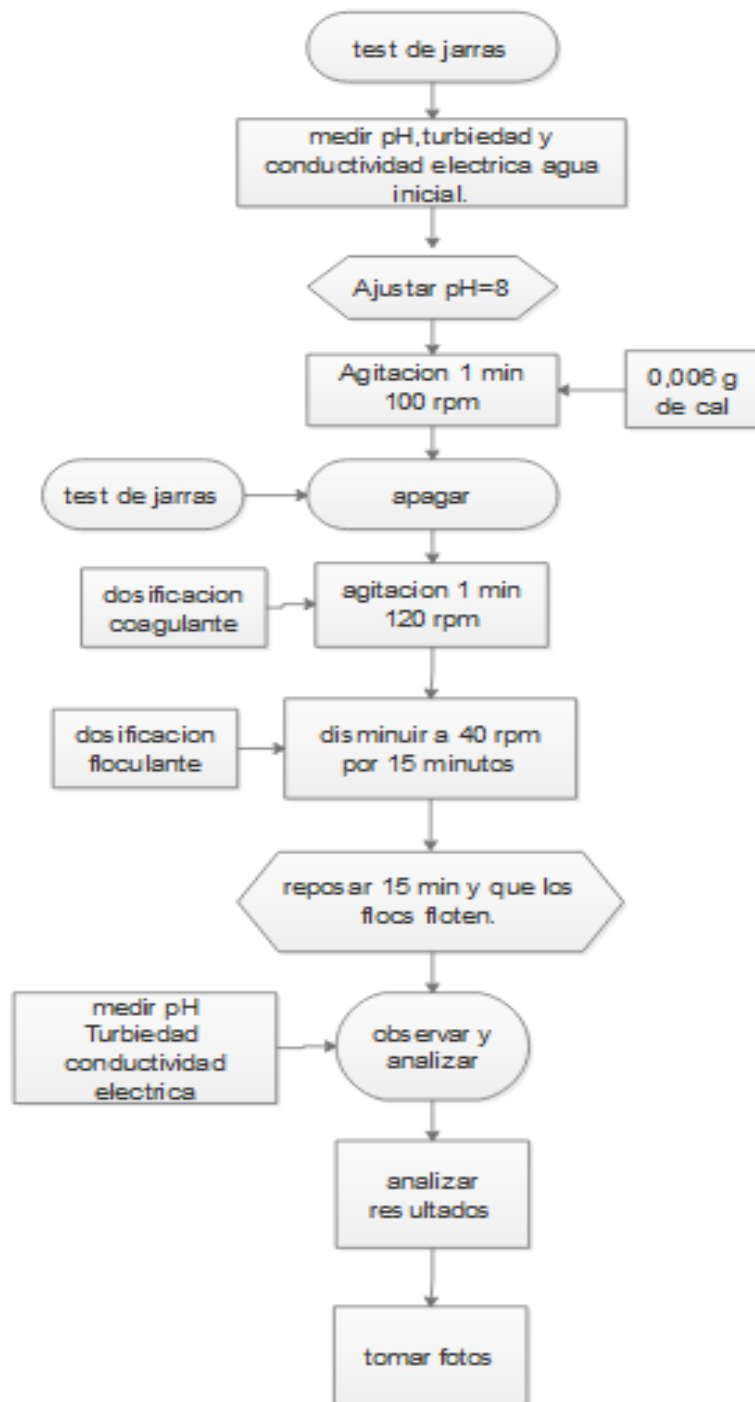 test de jarras
medir pH,turbiedad y
conductividad electrica agua
inicial.
Ajustar pH=8
Agitacion 1 min
100 rpm
0,006 g
de cal
test de jarras
apagar
dosificacion
coagulante
agitacion 1 min
120 rpm
dosificacion
floculante
disminuir a 40 rpm
por 15 minutos
reposar 15 min y que los
flocs floten.
medir pH
Turbiedad
conductividad
electrica
observar y
analizar
analizar
resultados
tomar fotos